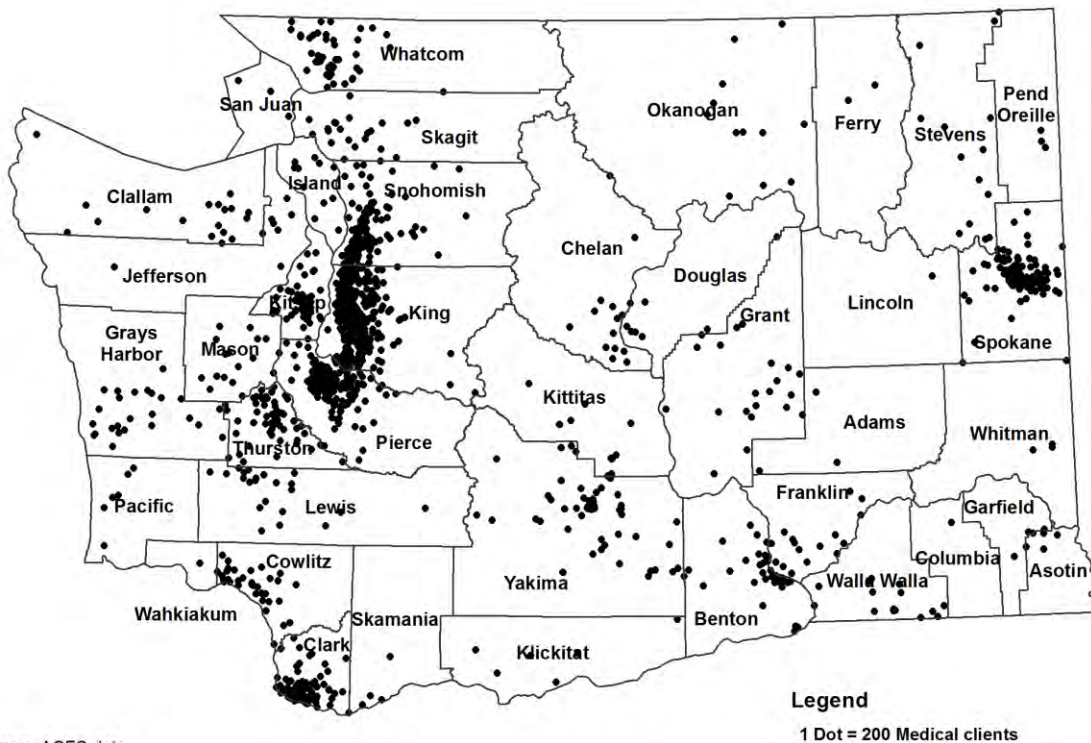 Whatcom
San Juan
Skagit
Okanogan
Ferry
Stevens
Pend
Oreille
Island
Snohomish
Clallam
Chelan
Douglas
Jefferson
Kitsap
King
Grant
Lincoln
Spokane
Grays
Harbor
Mason
Kittitas
Adams
Whitman
Thurston
Pierce
Pacific
Lewis
Franklin
Garfield
Cowlitz
Yakima
Columbia
Asotin
Walla Walla
Wahkiakum
Skamania
Benton
Clark
Klickitat
Legend
1 Dot = 200 Medical clients